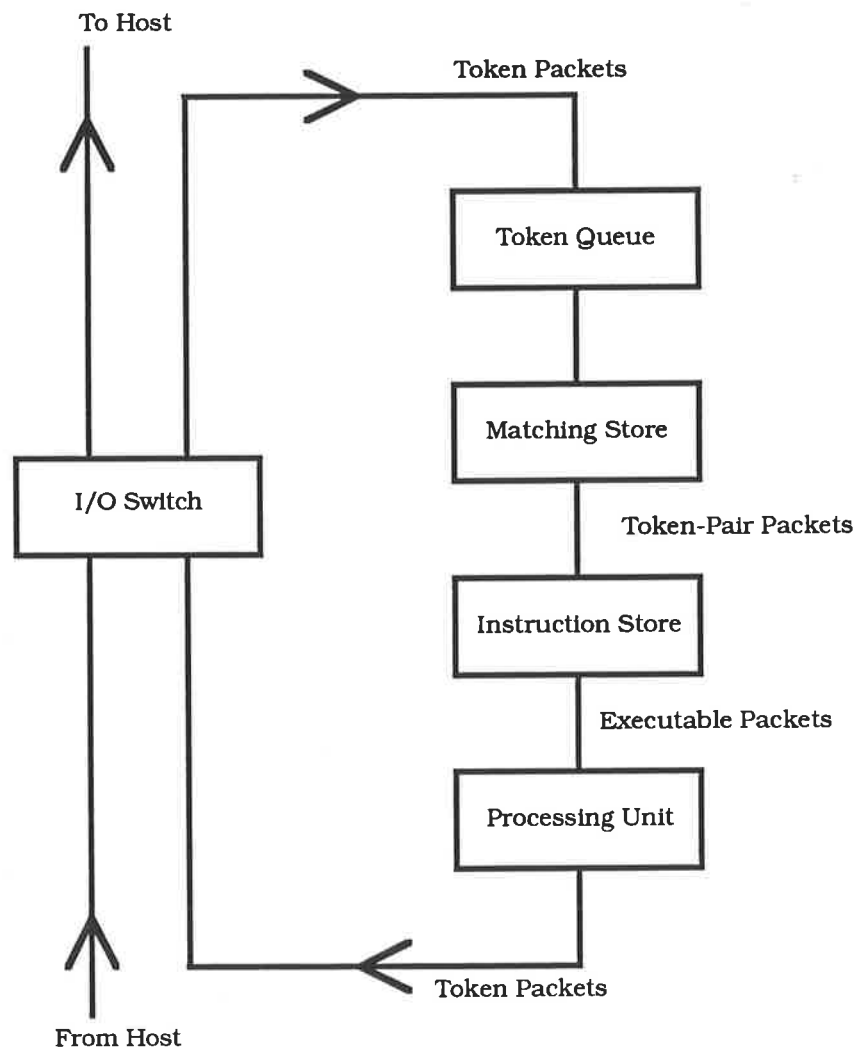 To Host
Token Packets
Token Queue
Matching Store
I/O Switch
Token-Pair Packets
Instruction Store
Executable Packets
Processing Unit
Token Packets
From Host